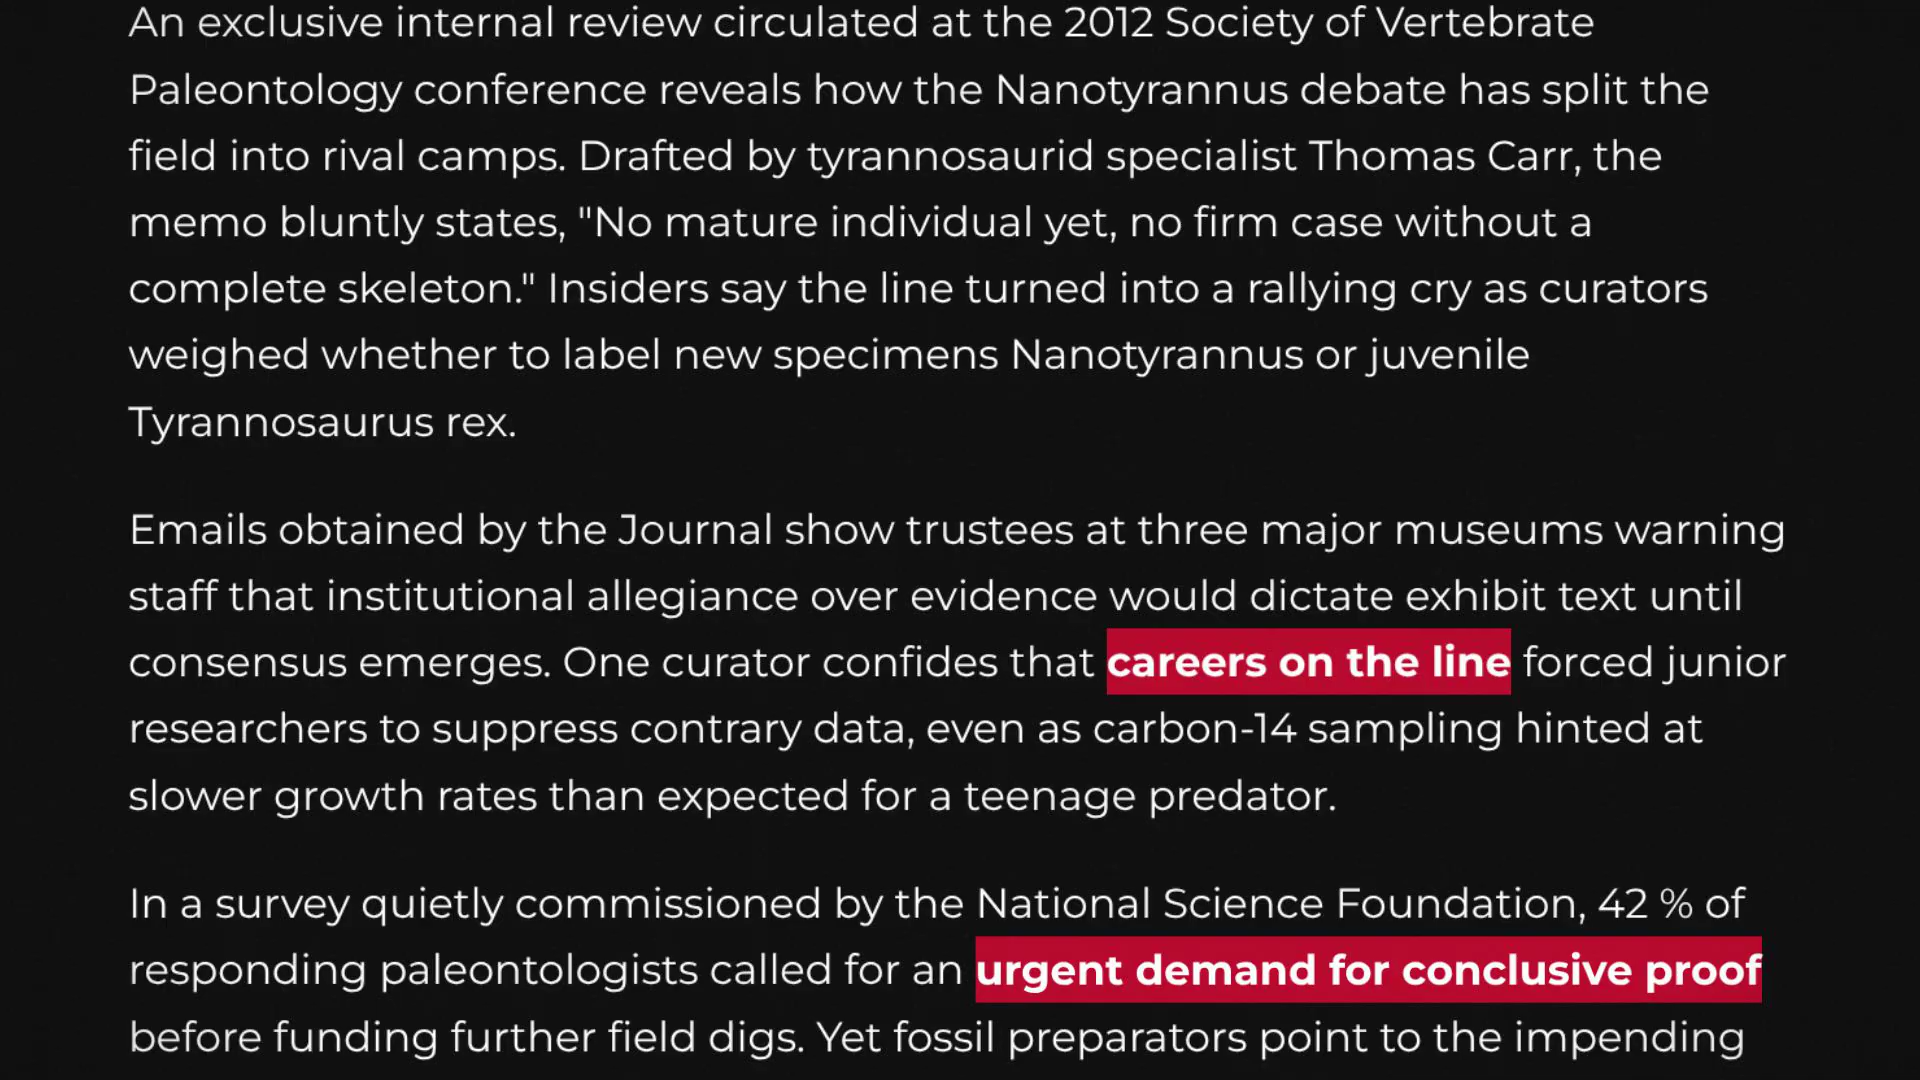 An exclusive internal review circulated at the 2012 Society of Vertebrate
Paleontology conference reveals how the Nanotyrannus debate has split the
field into rival camps. Drafted by tyrannosaurid specialist Thomas Carr, the
memo bluntly states, "No mature individual yet, no firm case without a
complete skeleton." Insiders say the line turned into a rallying cry as curators
weighed whether to label new specimens Nanotyrannus or juvenile
Tyrannosaurus rex.
Emails obtained by the Journal show trustees at three major museums warning
staff that institutional allegiance over evidence would dictate exhibit text until
consensus emerges. One curator confides that careers on the line forced junior
researchers to suppress contrary data, even as carbon-14 sampling hinted at
slower growth rates than expected for a teenage predator.
In a survey quietly commissioned by the National Science Foundation, 42 % of
responding paleontologists called for an urgent demand for conclusive proof
before funding further field digs. Yet fossil preparators point to the impending